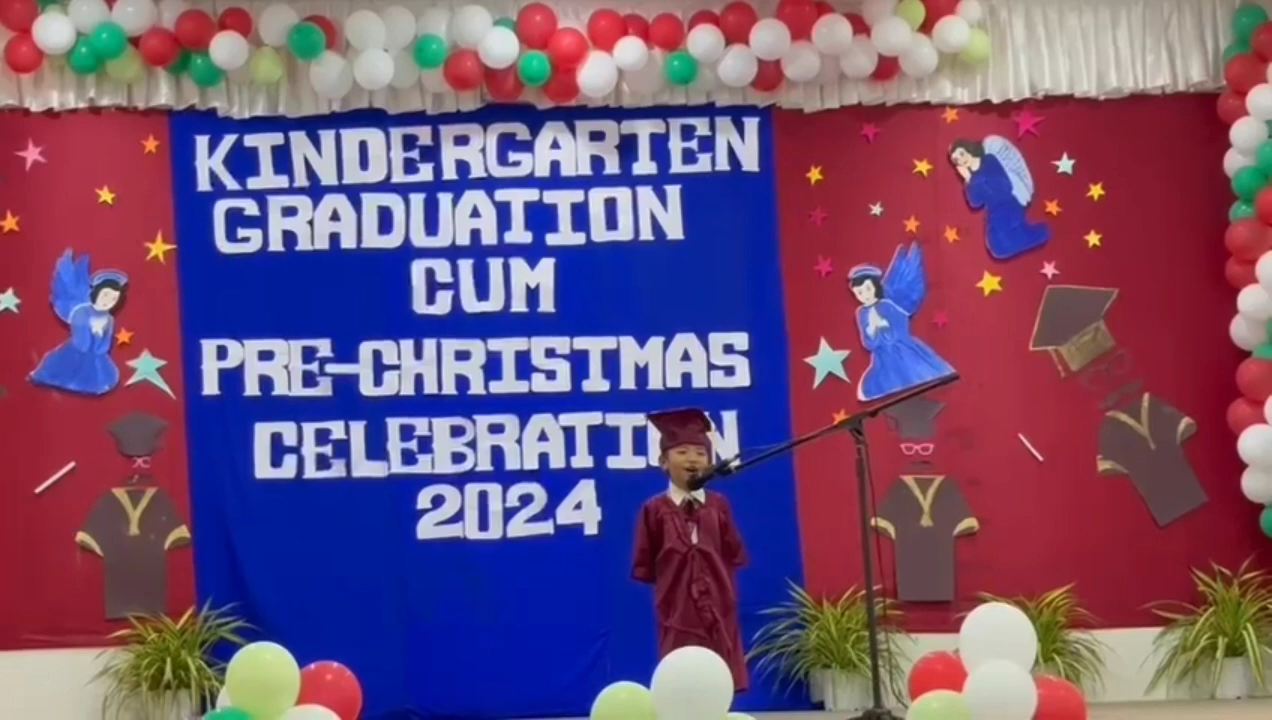 KINDERGARTEN
GRADUATION
CUM
PRE-CHRISTMAS
CELEBRATION
2024